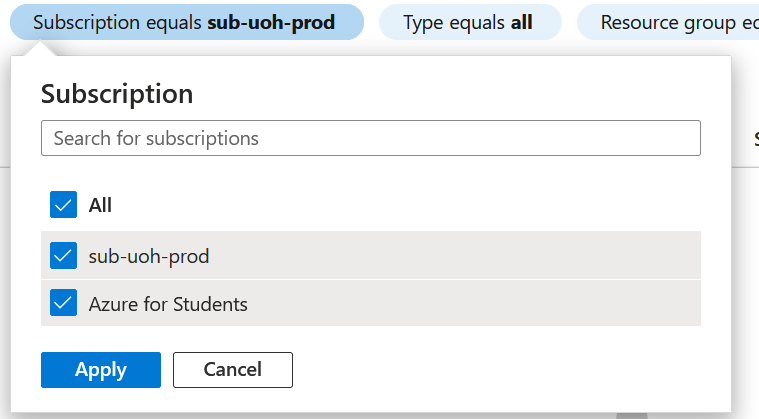 Subscription equals sub-uoh-prod Type equals all Resource group
Subscription
Search for subscriptions
All
sub-uoh-prod
Azure for Students
Apply Cancel